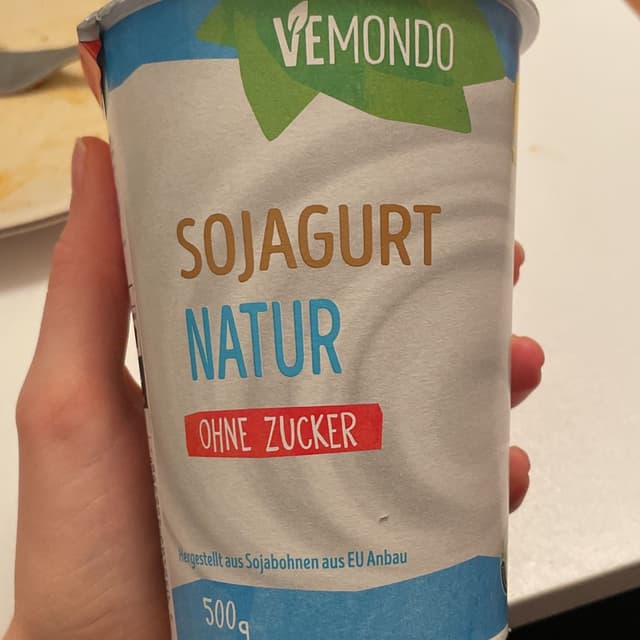 VEMONDO
SOJAGURT
NATUR
OHNE ZUCKER
Hergestellt aus Sojabohnen aus EU Anbau
500g